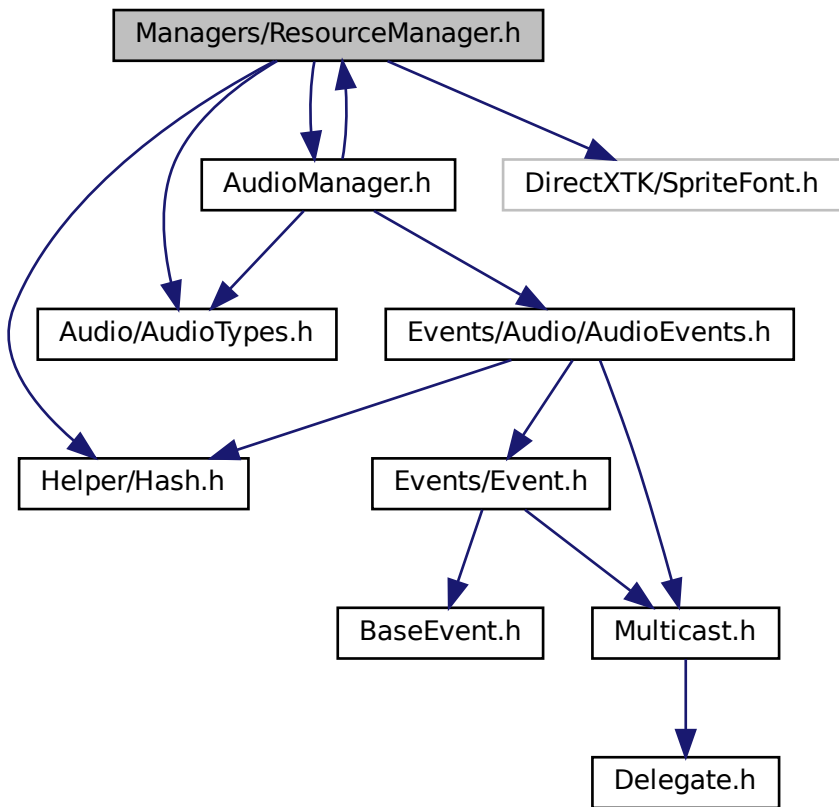 Managers/ResourceManager.h
AudioManager.h
DirectXTK/SpriteFont.h
Audio/AudioTypes.h
Events/Audio/AudioEvents.h
Helper/Hash.h
Events/Event.h
BaseEvent.h
Multicast.h
Delegate.h